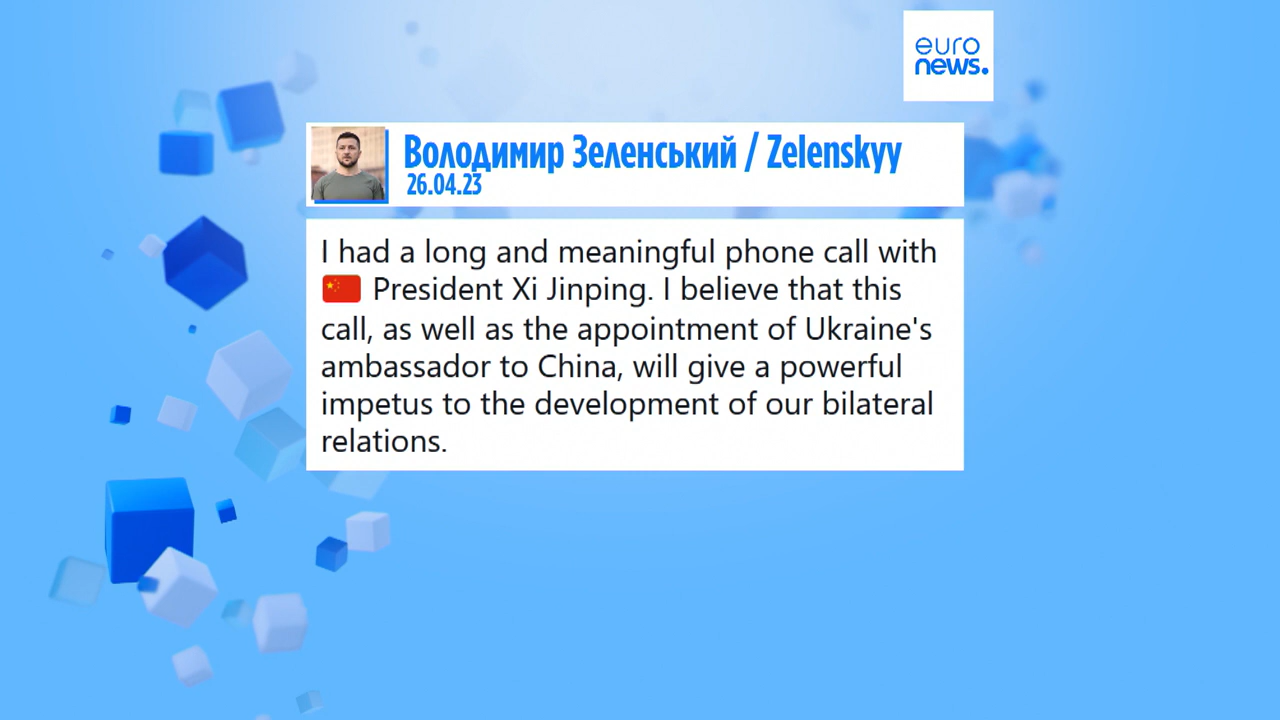 euro
news.
Володимир Зеленський / Zelenskyy
26.04.23
I had a long and meaningful phone call with
🇨🇳 President Xi Jinping. I believe that this
call, as well as the appointment of Ukraine's
ambassador to China, will give a powerful
impetus to the development of our bilateral
relations.